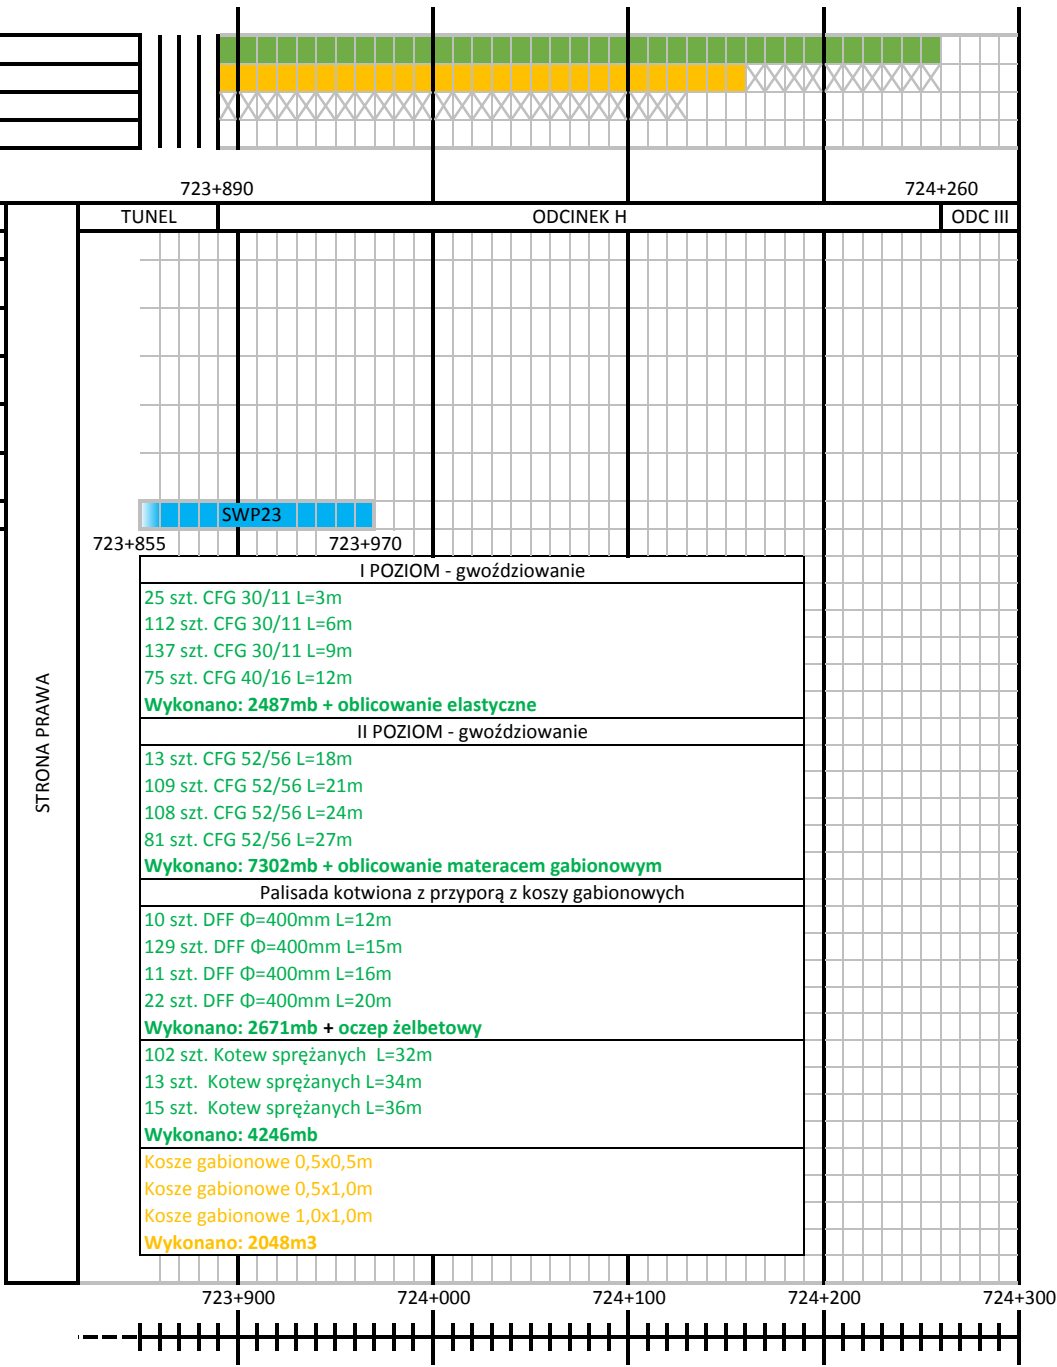 723+890
724+260
TUNEL
ODCINEK H
ODC III
STRONA PRAWA
SWP23
723+855
723+970
I POZIOM - gwoździowanie
25 szt. CFG 30/11 L=3m
112 szt. CFG 30/11 L=6m
137 szt. CFG 30/11 L=9m
75 szt. CFG 40/16 L=12m
Wykonano: 2487mb + oblicowanie elastyczne
II POZIOM - gwoździowanie
13 szt. CFG 52/56 L=18m
109 szt. CFG 52/56 L=21m
108 szt. CFG 52/56 L=24m
81 szt. CFG 52/56 L=27m
Wykonano: 7302mb + oblicowanie materacem gabionowym
Palisada kotwiona z przyporą z koszy gabionowych
10 szt. DFF Φ=400mm L=12m
129 szt. DFF Φ=400mm L=15m
11 szt. DFF Φ=400mm L=16m
22 szt. DFF Φ=400mm L=20m
Wykonano: 2671mb + oczep żelbetowy
102 szt. Kotew sprężanych L=32m
13 szt. Kotew sprężanych L=34m
15 szt. Kotew sprężanych L=36m
Wykonano: 4246mb
Kosze gabionowe 0,5x0,5m
Kosze gabionowe 0,5x1,0m
Kosze gabionowe 1,0x1,0m
Wykonano: 2048m3
723+900
724+000
724+100
724+200
724+300